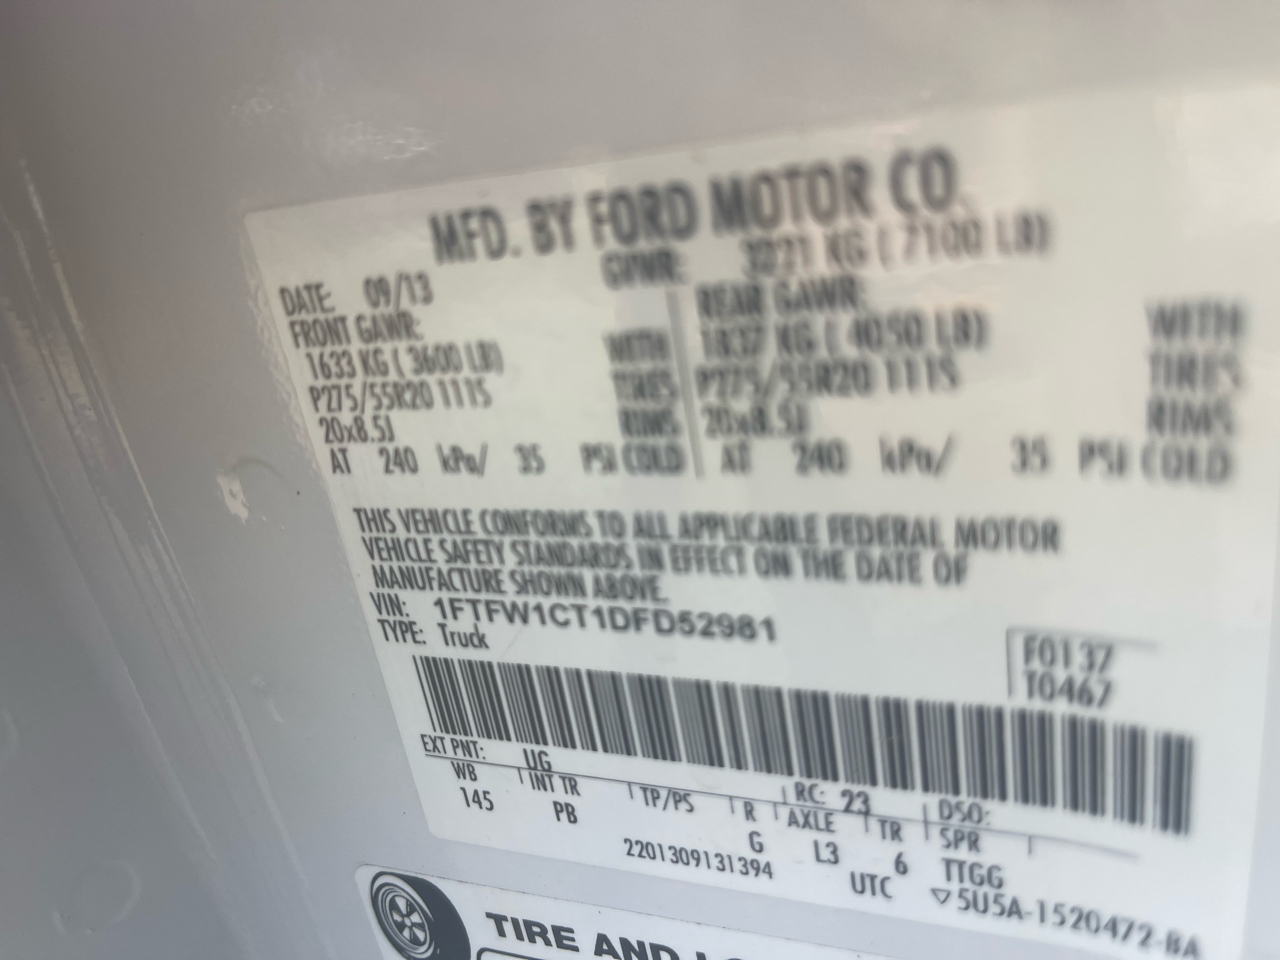 MFD. BY FORD MOTOR CO.
DATE: 09/13 GVWR: 3221 KG ( 7100 LB)
FRONT GAWR: REAR GAWR:
1633 KG ( 3600 LB) WITH 1837 KG ( 4050 LB) WITH
P275/55R20 111S TIRES P275/55R20 111S TIRES
20x8.5J RIMS 20x8.5J RIMS
AT 240 kPa/ 35 PSI COLD AT 240 kPa/ 35 PSI COLD
THIS VEHICLE CONFORMS TO ALL APPLICABLE FEDERAL MOTOR
VEHICLE SAFETY STANDARDS IN EFFECT ON THE DATE OF
MANUFACTURE SHOWN ABOVE.
VIN: 1FTFW1CT1DFD52981
TYPE: Truck
F0137
T0467
EXT PNT: UG RC: 23 DSO:
WB INT TR TP/PS R AXLE TR SPR
145 PB G L3 6 TTGG
2201309131394 UTC ▽5U5A-1520472-BA
TIRE AND